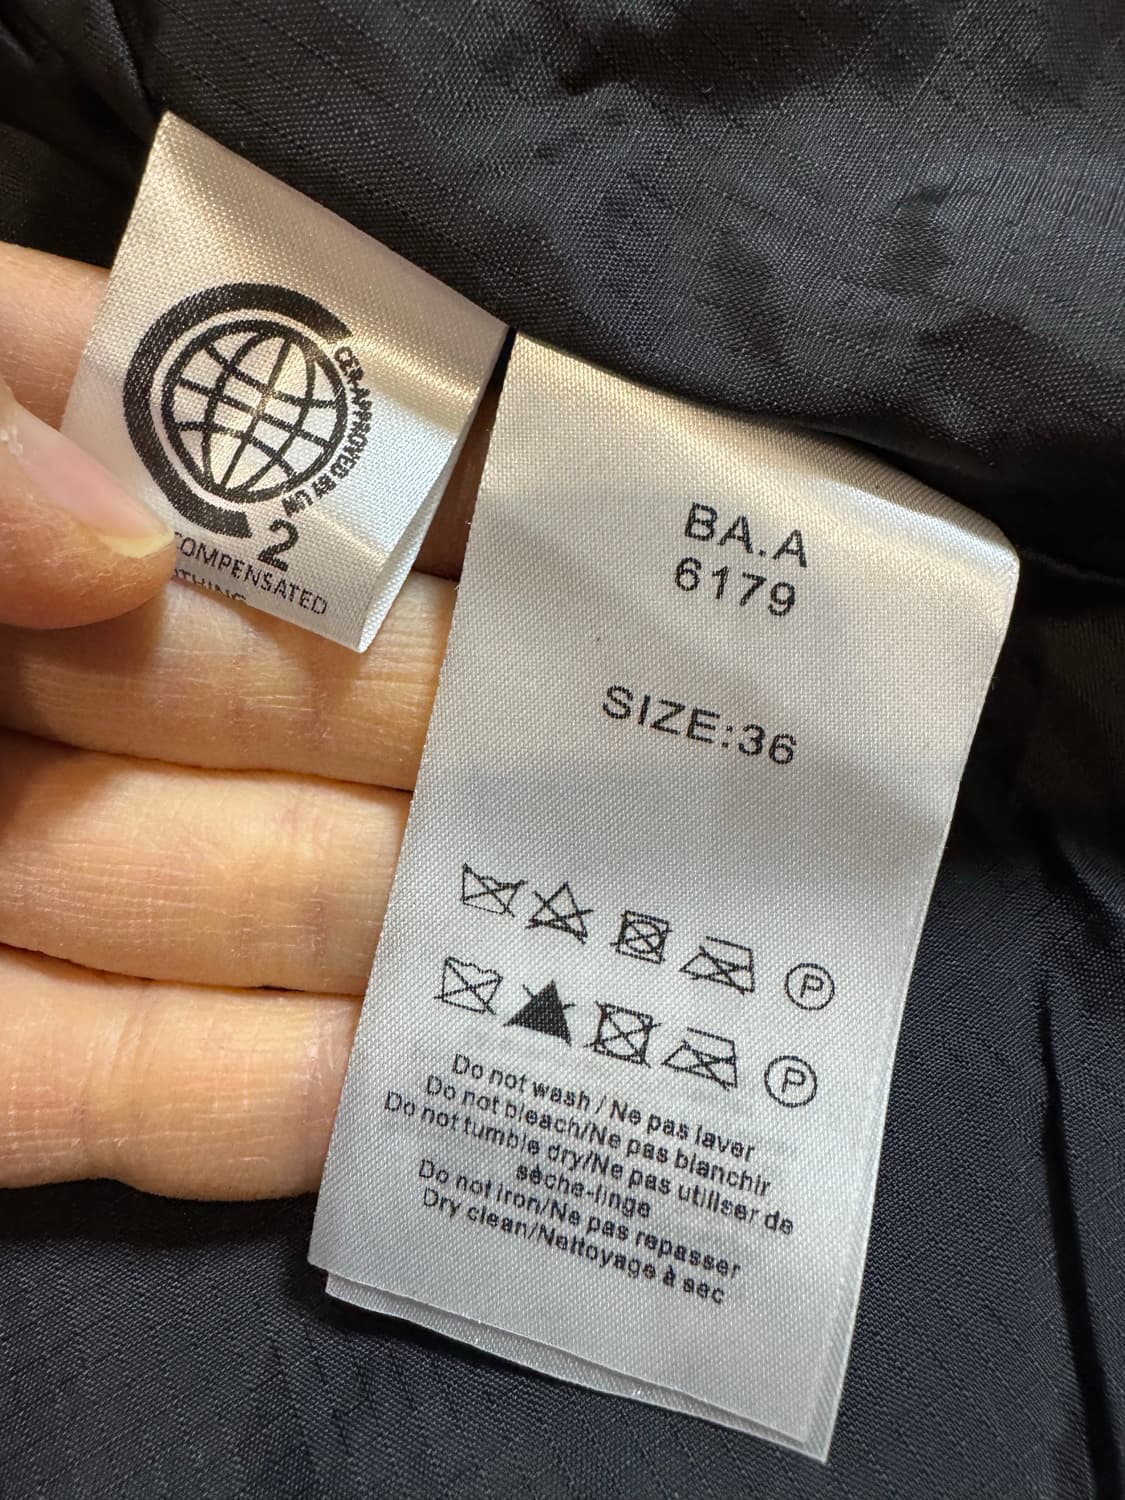 CER-APPROVED BY UN
2
COMPENSATED
BA.A
6179
SIZE:36
P
P
Do not wash / Ne pas laver
Do not bleach/Ne pas blanchir
Do not tumble dry/Ne pas utiliser de
sèche-linge
Do not iron/Ne pas repasser
Dry clean/Nettoyage à sec